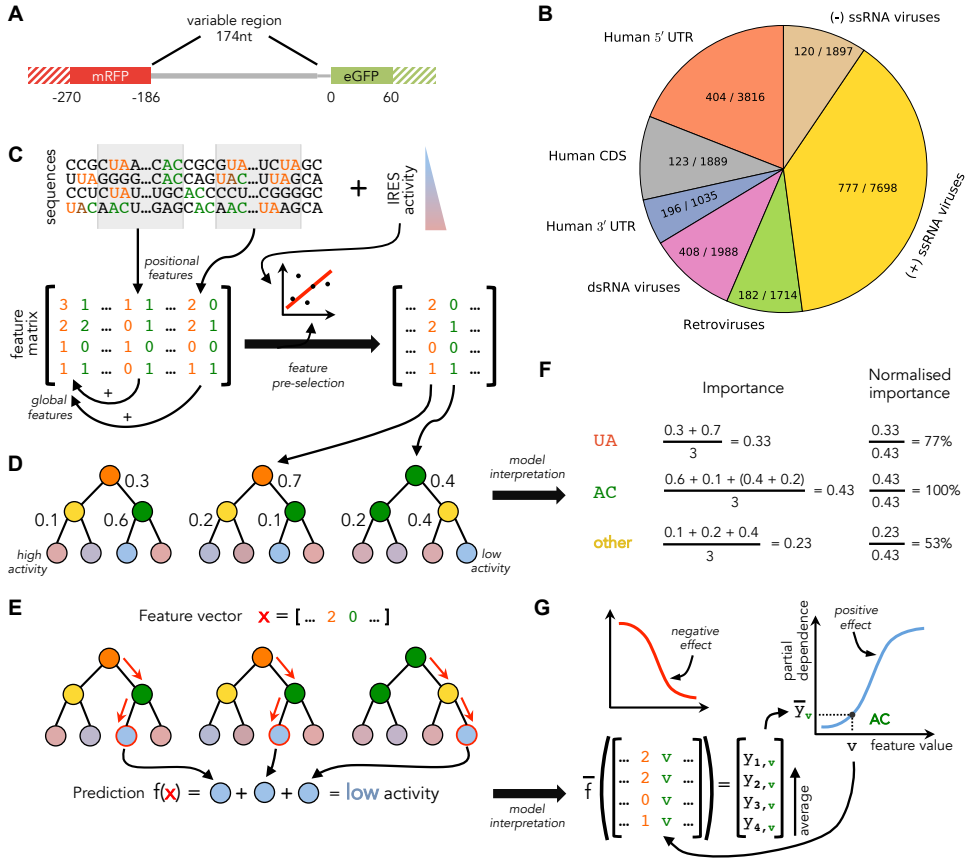 A
variable region
174nt
mRFP
eGFP
-270
-186
0
60
B
(-) ssRNA viruses
120 / 1897
Human 5′ UTR
404 / 3816
Human CDS
123 / 1889
777 / 7698
(+) ssRNA viruses
Human 3′ UTR
196 / 1035
408 / 1988
dsRNA viruses
182 / 1714
Retroviruses
C
sequences
CCGCUAA…CACCGCGUA…UCUAGC
UUAGGGG…CACCAGUAC…UUAGCA
CCUCUAU…UGCACCCCU…CGGGGC
UACAACU…GAGCACAAC…UAAGCA
+
IRES
activity
positional
features
feature
matrix
3 1 … 1 1 … 2 0
2 2 … 0 1 … 2 1
1 0 … 1 0 … 0 0
1 1 … 0 1 … 1 1
+
+
global
features
feature
pre-selection
… 2 0 …
… 2 1 …
… 0 0 …
… 1 1 …
D
0.3
0.1
0.6
0.7
0.2
0.1
0.4
0.2
0.4
high
activity
low
activity
model
interpretation
F
Importance
Normalised
importance
UA
0.3 + 0.7
3
= 0.33
0.33
0.43
= 77%
AC
0.6 + 0.1 + (0.4 + 0.2)
3
= 0.43
0.43
0.43
= 100%
other
0.1 + 0.2 + 0.4
3
= 0.23
0.23
0.43
= 53%
E
Feature vector x = [ … 2 0 … ]
Prediction f(x) = + + = low activity
model
interpretation
G
negative
effect
positive
effect
partial
dependence
y̅v
AC
v
feature value
f̅
… 2 v …
… 2 v …
… 0 v …
… 1 v …
=
y1,v
y2,v
y3,v
y4,v
average